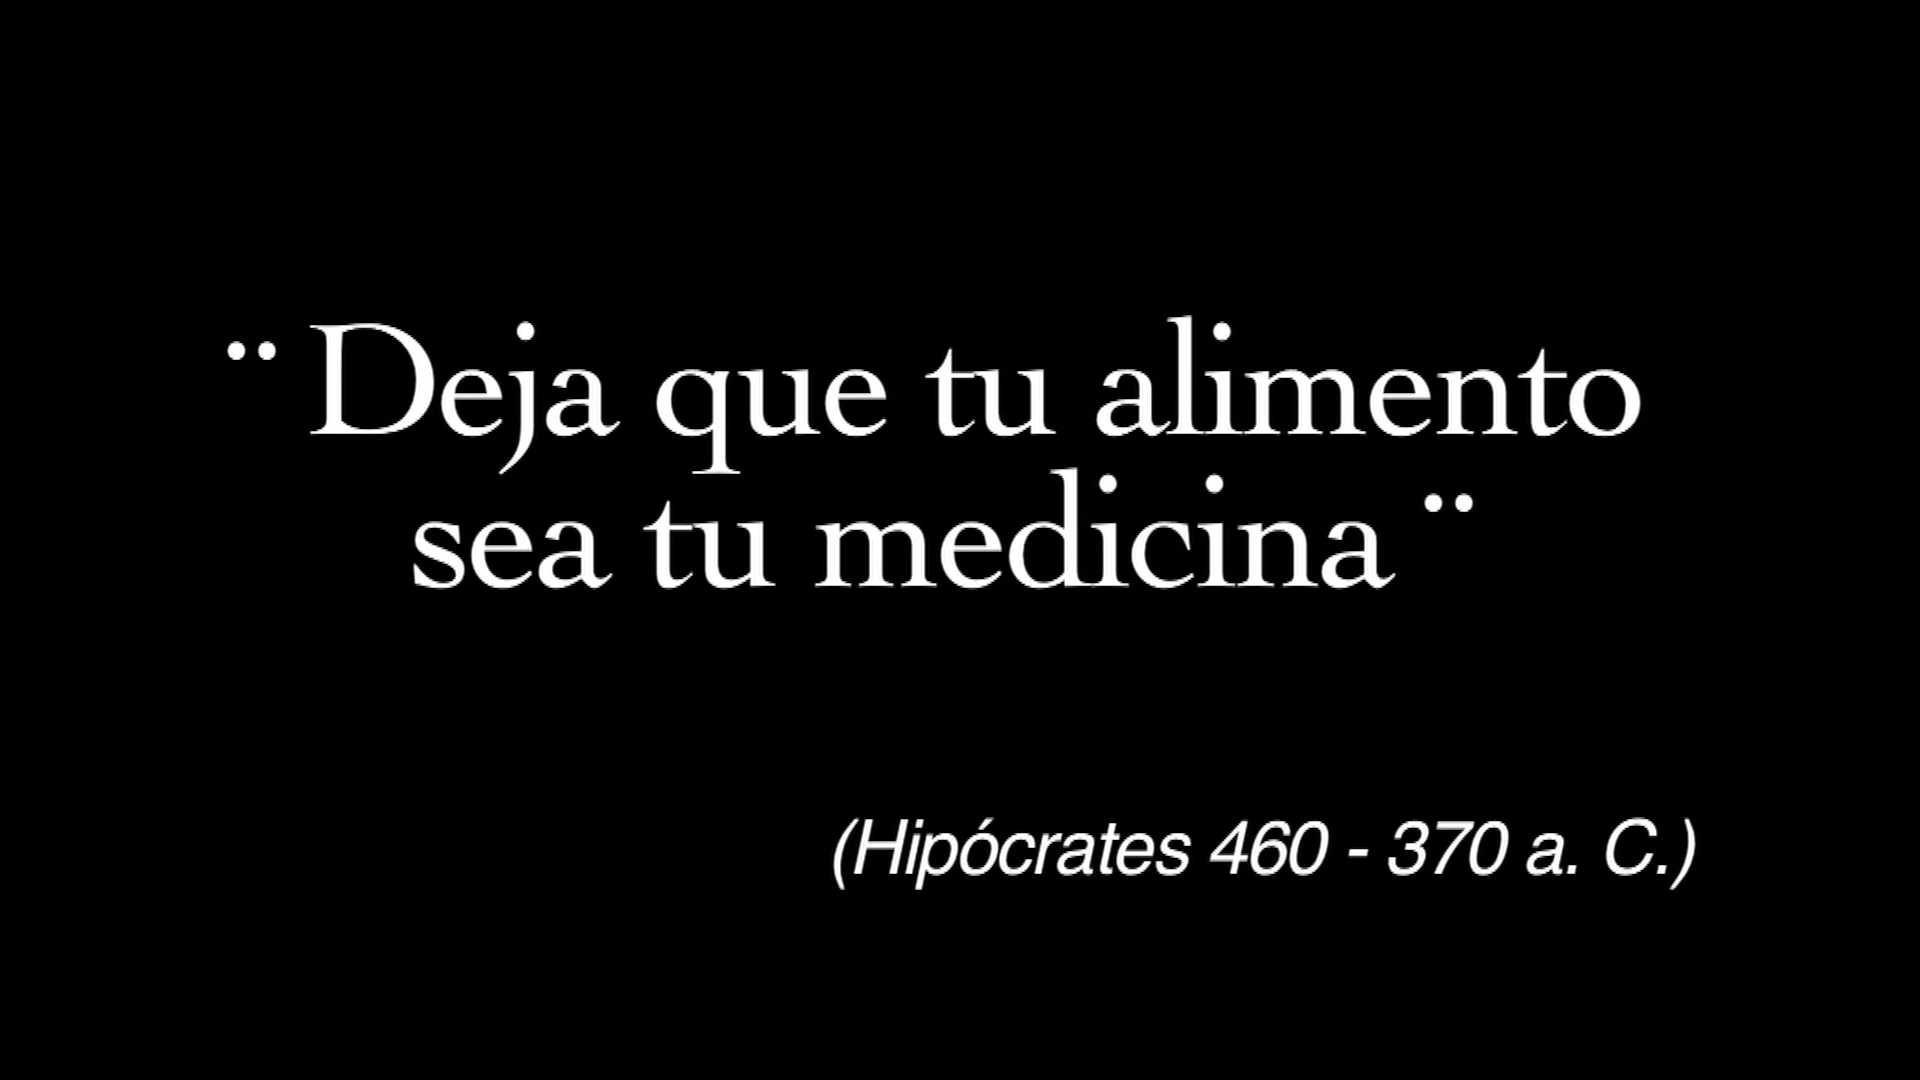 ¨ Deja que tu alimento
sea tu medicina ¨
(Hipócrates 460 - 370 a. C.)